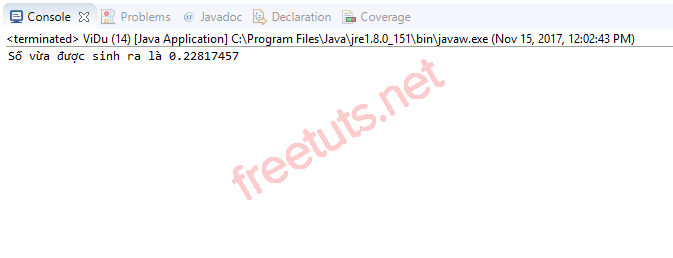 Console Problems @ Javadoc Declaration Coverage
<terminated> ViDu (14) [Java Application] C:\Program Files\Java\jre1.8.0_151\bin\javaw.exe (Nov 15, 2017, 12:02:43 PM)
Số vừa được sinh ra là 0.22817457
freetuts.net